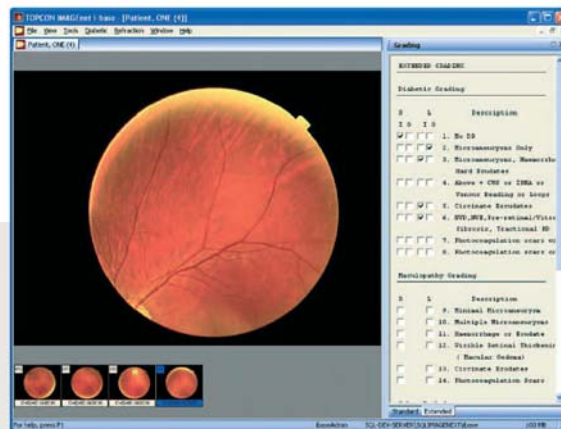 TOPCON IMAGEnet i-base - [Patient, ONE (4)]
File View Tools Diabetic Refraction Window Help
Patient, ONE (4)
Grading
EXTENDED GRADING
Diabetic Grading
R L Description
I S I S
1. No DR
2. Microaneurysms Only
3. Microaneurysms, Haemorrh
Hard Exudates
4. Above + CWS or IRMA or
Venous Beading or Loops
5. Circinate Exudates
6. NVD,NVE,Pre-retinal/Vitre
Fibrosis, Tractional RD
7. Photocoagulation scars
8. Photocoagulation scars
Maculopathy Grading
R L Description
9. Minimal Microaneurysm
10. Multiple Microaneurysms
11. Haemorrhage or Exudate
12. Visible Retinal Thickenin
( Macular Oedema)
13. Circinate Exudates
14. Photocoagulation Scars
Standard Extended
For help, press F1